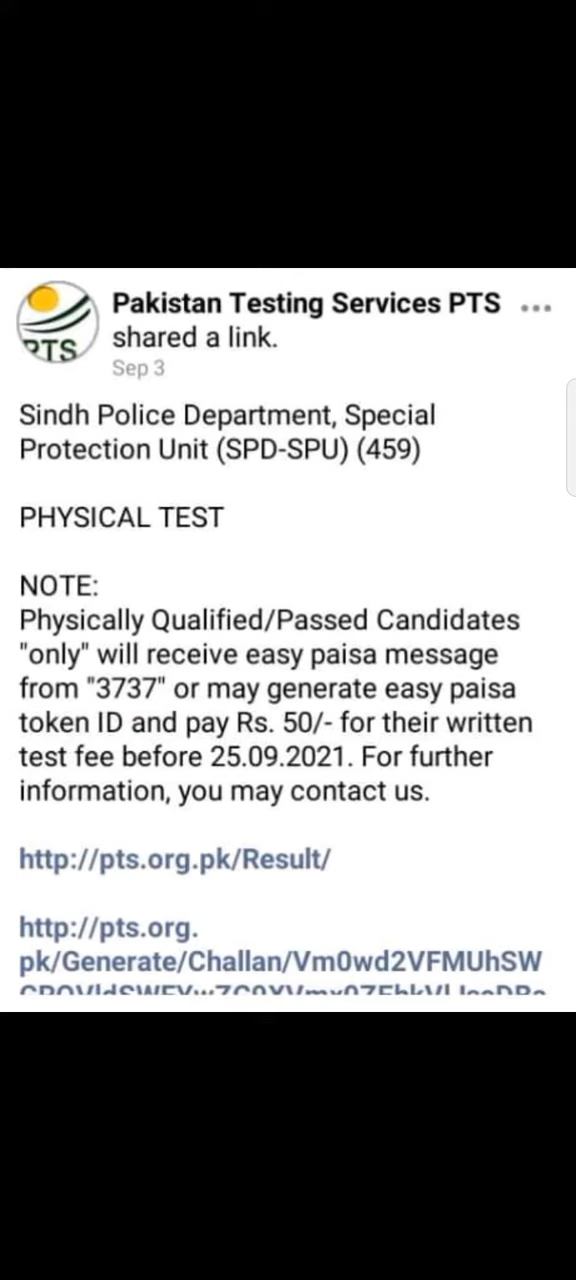 PTS
Pakistan Testing Services PTS
shared a link.
Sep 3
Sindh Police Department, Special
Protection Unit (SPD-SPU) (459)
PHYSICAL TEST
NOTE:
Physically Qualified/Passed Candidates
"only" will receive easy paisa message
from "3737" or may generate easy paisa
token ID and pay Rs. 50/- for their written
test fee before 25.09.2021. For further
information, you may contact us.
http://pts.org.pk/Result/
http://pts.org.
pk/Generate/Challan/Vm0wd2VFMUhSW